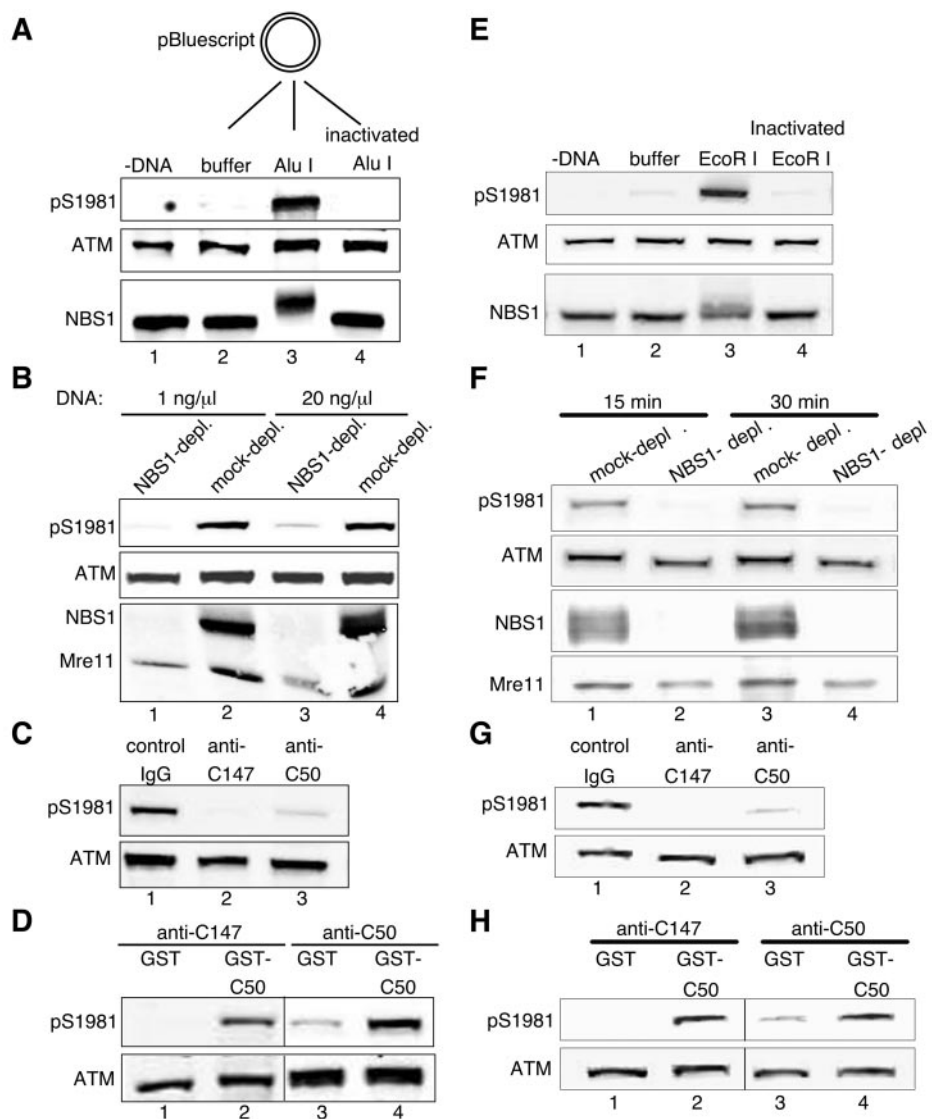 A
pBluescript
inactivated
-DNA buffer Alu I Alu I
pS1981
ATM
NBS1
1 2 3 4
B
DNA: 1 ng/μl 20 ng/μl
NBS1-depl. mock-depl. NBS1-depl. mock-depl.
pS1981
ATM
NBS1
Mre11
1 2 3 4
C
control anti- anti-
IgG C147 C50
pS1981
ATM
1 2 3
D
anti-C147 anti-C50
GST GST- GST GST-
C50 C50
pS1981
ATM
1 2 3 4
E
Inactivated
-DNA buffer EcoR I EcoR I
pS1981
ATM
NBS1
1 2 3 4
F
15 min 30 min
mock-depl . NBS1- depl . mock- depl . NBS1- depl
pS1981
ATM
NBS1
Mre11
1 2 3 4
G
control anti- anti-
IgG C147 C50
pS1981
ATM
1 2 3
H
anti-C147 anti-C50
GST GST- GST GST-
C50 C50
pS1981
ATM
1 2 3 4